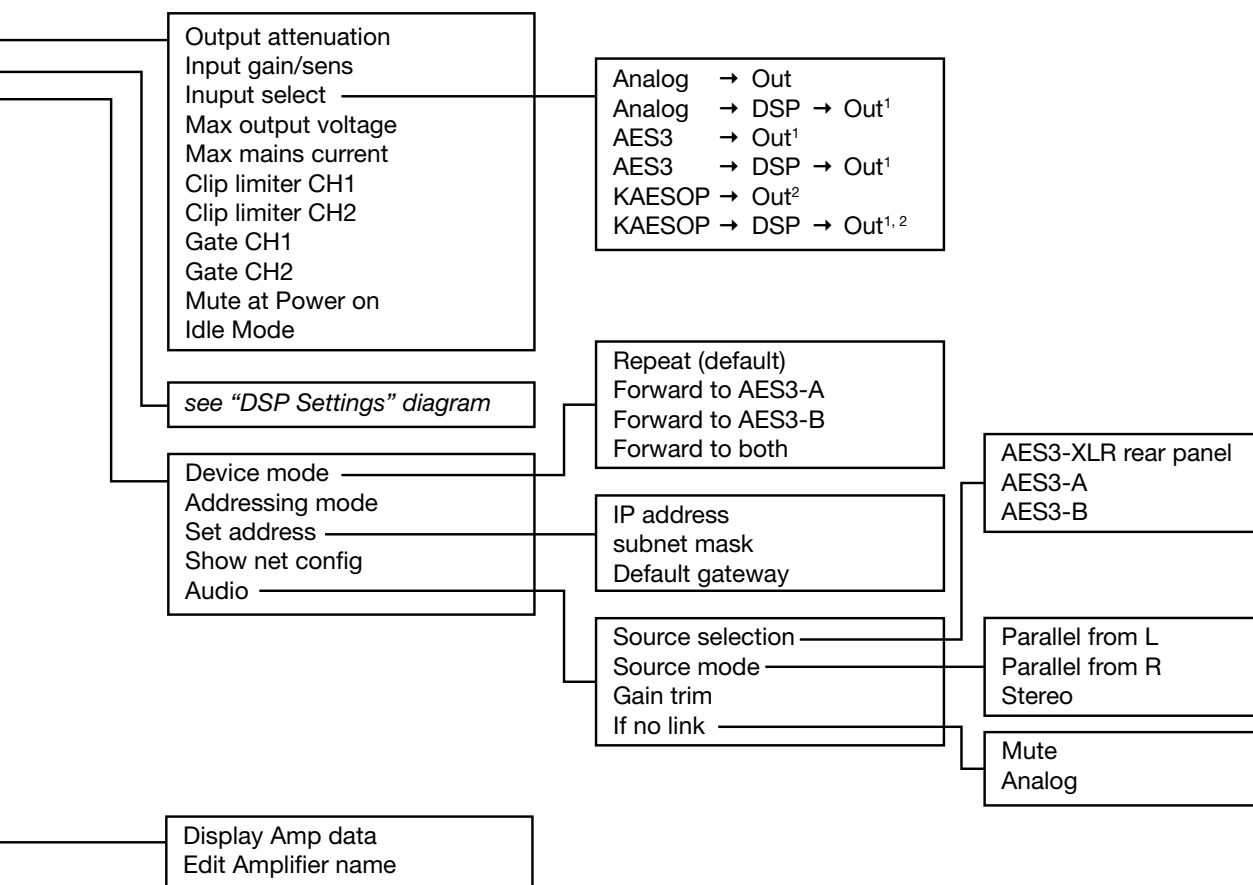 Output attenuation
Input gain/sens
Inuput select
Max output voltage
Max mains current
Clip limiter CH1
Clip limiter CH2
Gate CH1
Gate CH2
Mute at Power on
Idle Mode
Analog → Out
Analog → DSP → Out¹
AES3 → Out¹
AES3 → DSP → Out¹
KAESOP → Out²
KAESOP → DSP → Out¹, ²
see “DSP Settings” diagram
Device mode
Addressing mode
Set address
Show net config
Audio
Repeat (default)
Forward to AES3-A
Forward to AES3-B
Forward to both
IP address
subnet mask
Default gateway
Source selection
Source mode
Gain trim
If no link
AES3-XLR rear panel
AES3-A
AES3-B
Parallel from L
Parallel from R
Stereo
Mute
Analog
Display Amp data
Edit Amplifier name